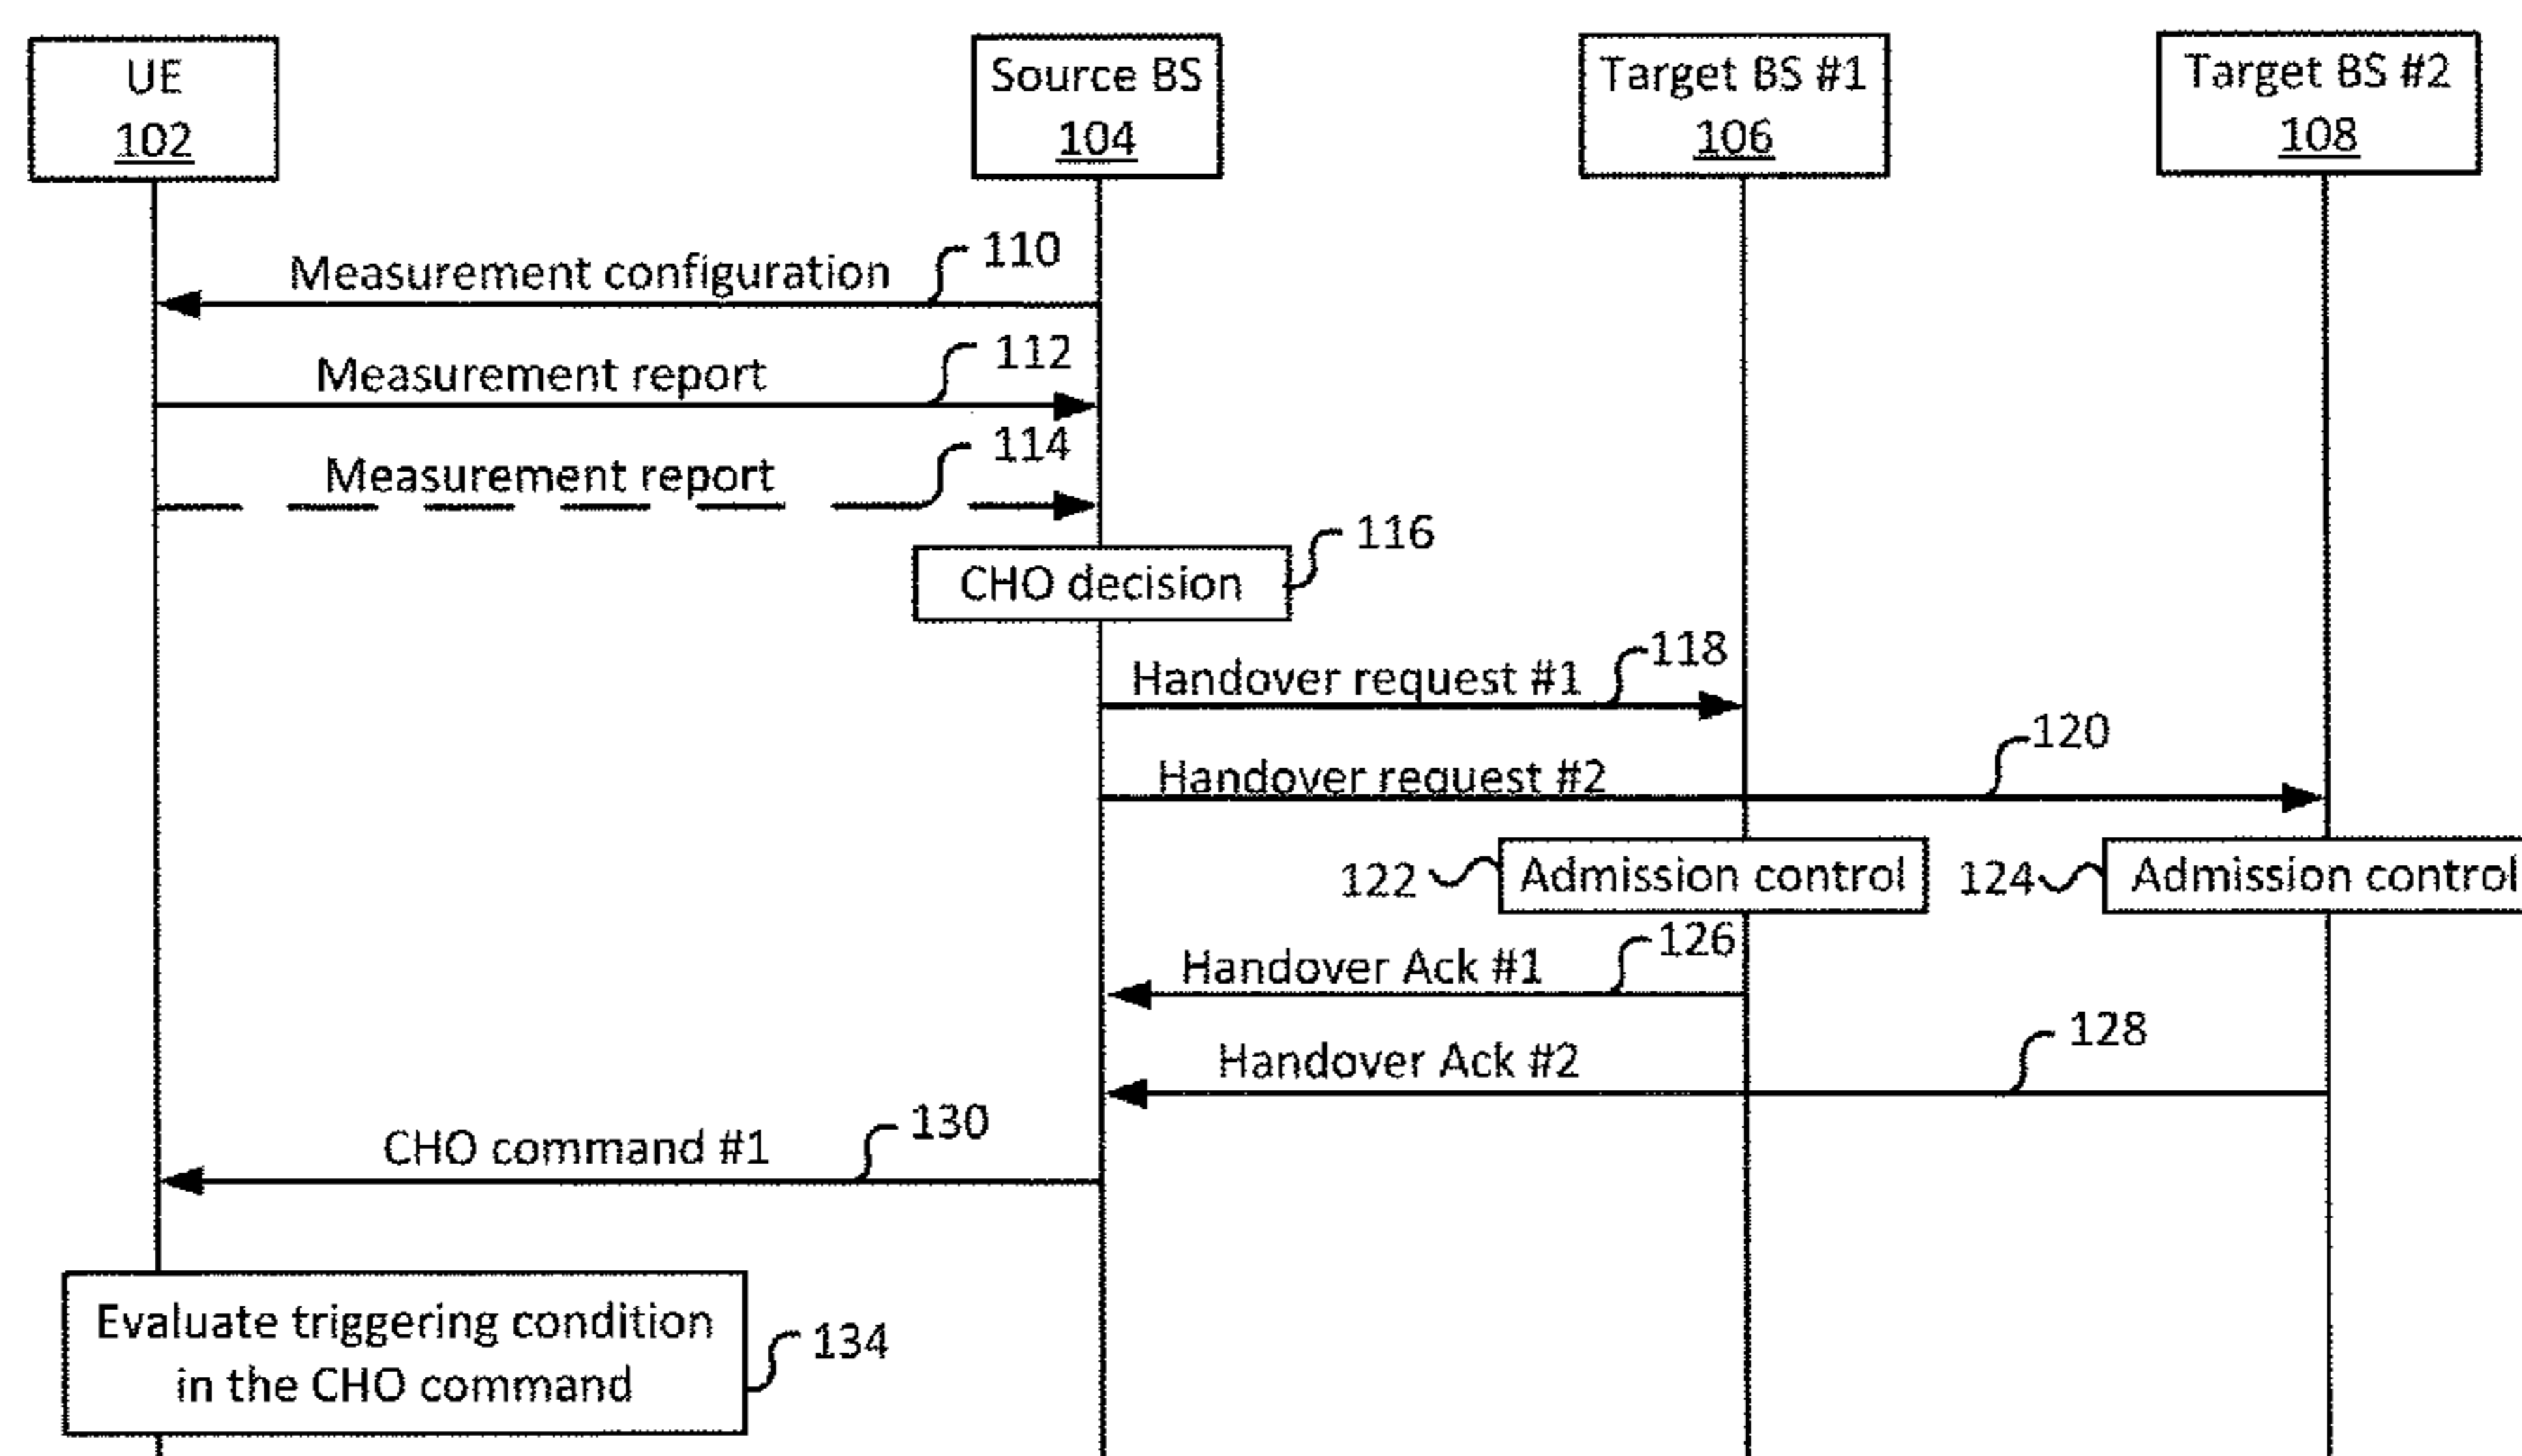 UE
102
Source BS
104
Target BS #1
106
Target BS #2
108
Measurement configuration
110
Measurement report
112
Measurement report
114
CHO decision
116
Handover request #1
118
Handover request #2
120
122
Admission control
124
Admission control
Handover Ack #1
126
Handover Ack #2
128
CHO command #1
130
Evaluate triggering condition
in the CHO command
134